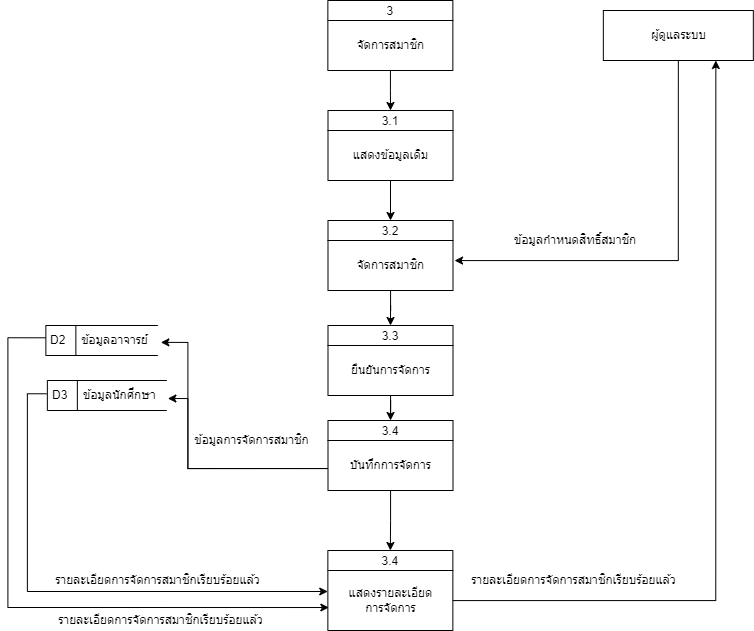 3
จัดการสมาชิก
ผู้ดูแลระบบ
3.1
แสดงข้อมูลเดิม
3.2
จัดการสมาชิก
ข้อมูลกำหนดสิทธิ์สมาชิก
3.3
ยืนยันการจัดการ
D2 ข้อมูลอาจารย์
D3 ข้อมูลนักศึกษา
3.4
บันทึกการจัดการ
ข้อมูลการจัดการสมาชิก
3.4
แสดงรายละเอียด
การจัดการ
รายละเอียดการจัดการสมาชิกเรียบร้อยแล้ว
รายละเอียดการจัดการสมาชิกเรียบร้อยแล้ว
รายละเอียดการจัดการสมาชิกเรียบร้อยแล้ว